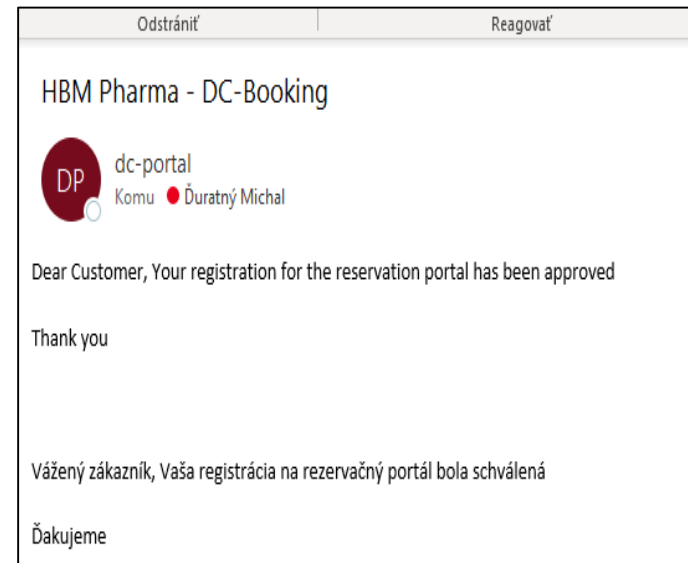 Odstrániť
Reagovať
HBM Pharma - DC-Booking
DP
dc-portal
Komu Ďuratný Michal
Dear Customer, Your registration for the reservation portal has been approved
Thank you
Vážený zákazník, Vaša registrácia na rezervačný portál bola schválená
Ďakujeme